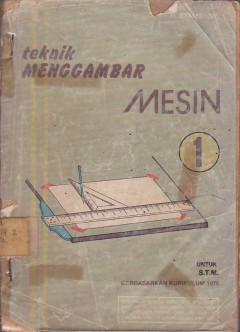 teknik
MENGGAMBAR
MESIN
1
UNTUK
S.T.M.
BERDASARKAN KURIKULUM 1976